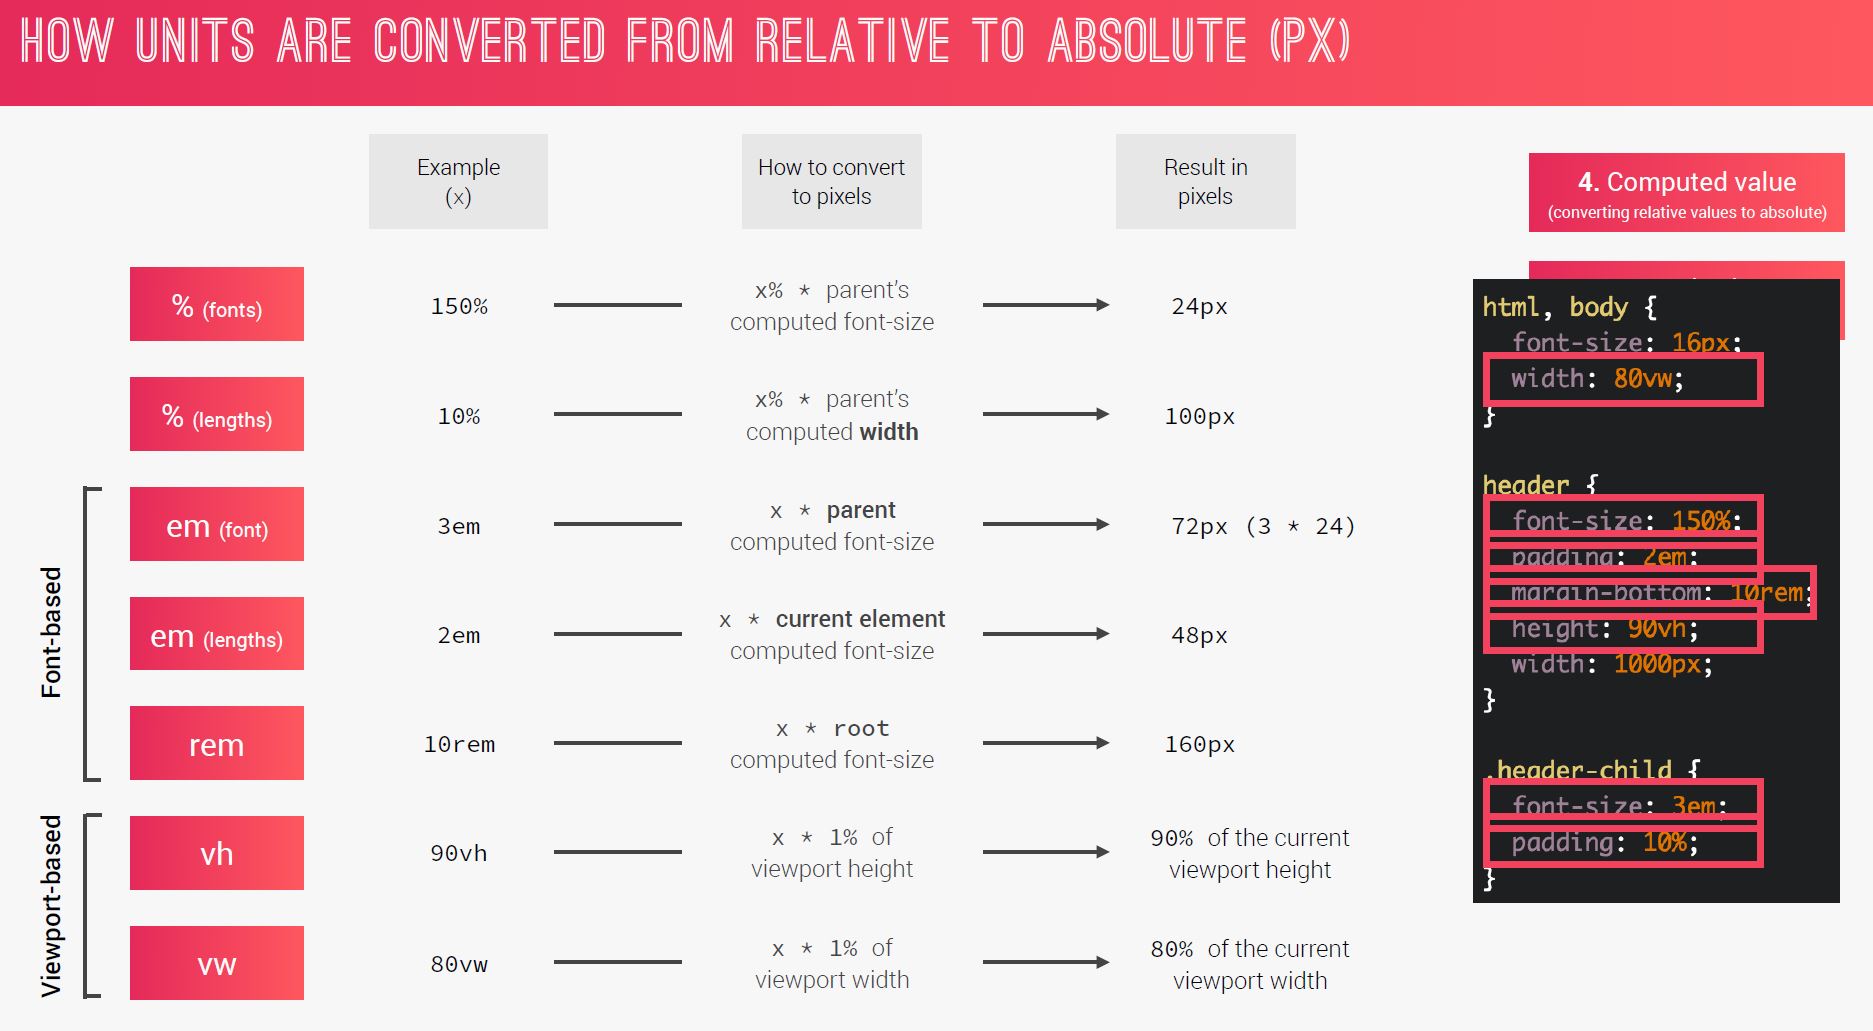 HOW UNITS ARE CONVERTED FROM RELATIVE TO ABSOLUTE (PX)
Example
(x)
How to convert
to pixels
Result in
pixels
% (fonts)
150%
x% * parent's
computed font-size
24px
% (lengths)
10%
x% * parent's
computed width
100px
Font-based
em (font)
3em
x * parent
computed font-size
72px (3 * 24)
em (lengths)
2em
x * current element
computed font-size
48px
rem
10rem
x * root
computed font-size
160px
Viewport-based
vh
90vh
x * 1% of
viewport height
90% of the current
viewport height
vw
80vw
x * 1% of
viewport width
80% of the current
viewport width
4. Computed value
(converting relative values to absolute)
html, body {
font-size: 16px;
width: 80vw;
}
header {
font-size: 150%;
padding: 2em;
margin-bottom: 10rem;
height: 90vh;
width: 1000px;
}
.header-child {
font-size: 3em;
padding: 10%;
}